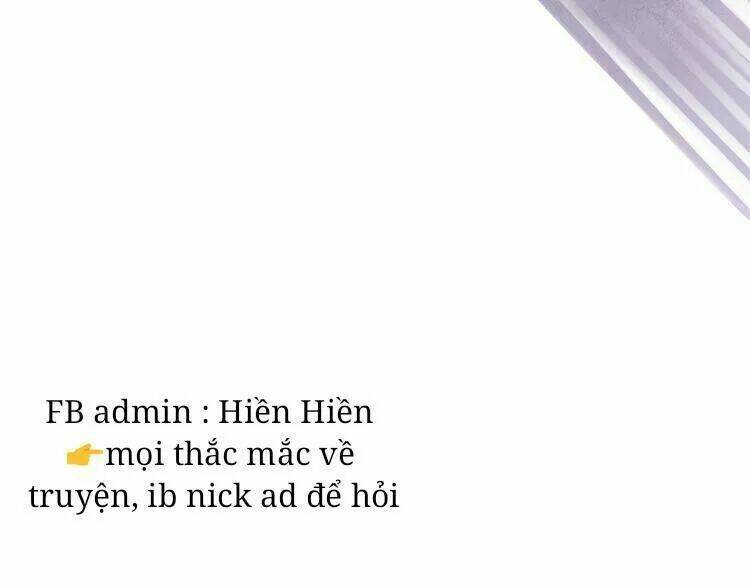 FB admin : Hiền Hiền
👉mọi thắc mắc về
truyện, ib nick ad để hỏi